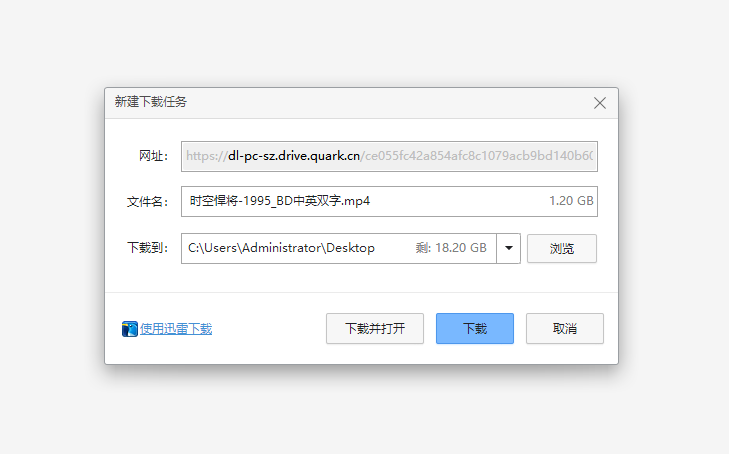 新建下载任务
网址： https://dl-pc-sz.drive.quark.cn/ce055fc42a854afc8c1079acb9bd140b60
文件名： 时空悍将-1995_BD中英双字.mp4 1.20 GB
下载到： C:\Users\Administrator\Desktop 剩: 18.20 GB 浏览
使用迅雷下载 下载并打开 下载 取消